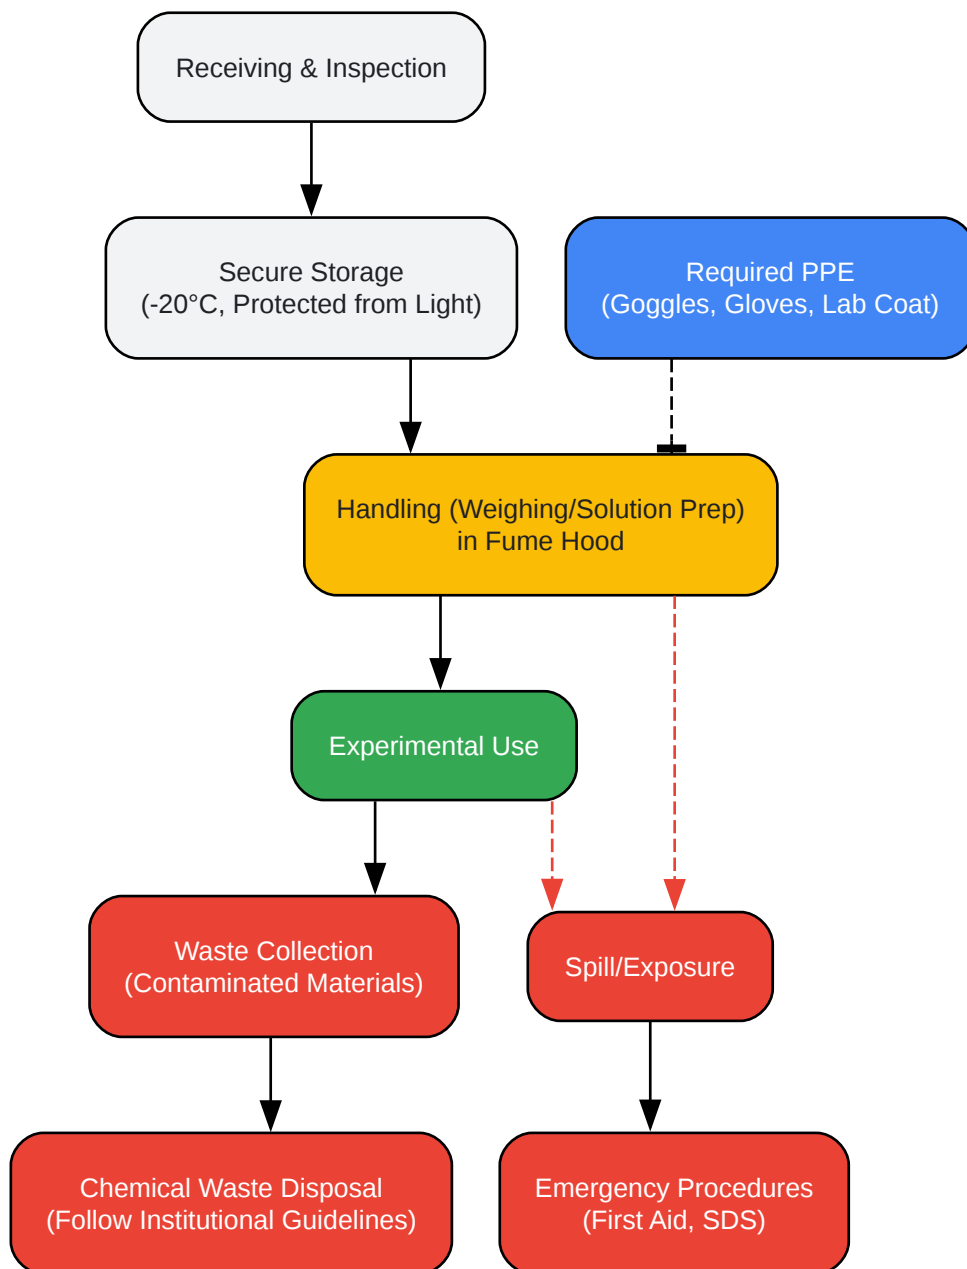 Receiving & Inspection
Secure Storage
(-20°C, Protected from Light)
Required PPE
(Goggles, Gloves, Lab Coat)
Handling (Weighing/Solution Prep)
in Fume Hood
Experimental Use
Waste Collection
(Contaminated Materials)
Spill/Exposure
Chemical Waste Disposal
(Follow Institutional Guidelines)
Emergency Procedures
(First Aid, SDS)